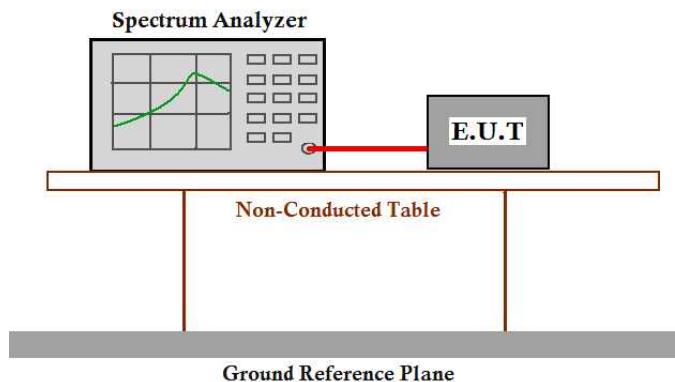 Spectrum Analyzer
E.U.T
Non-Conducted Table
Ground Reference Plane